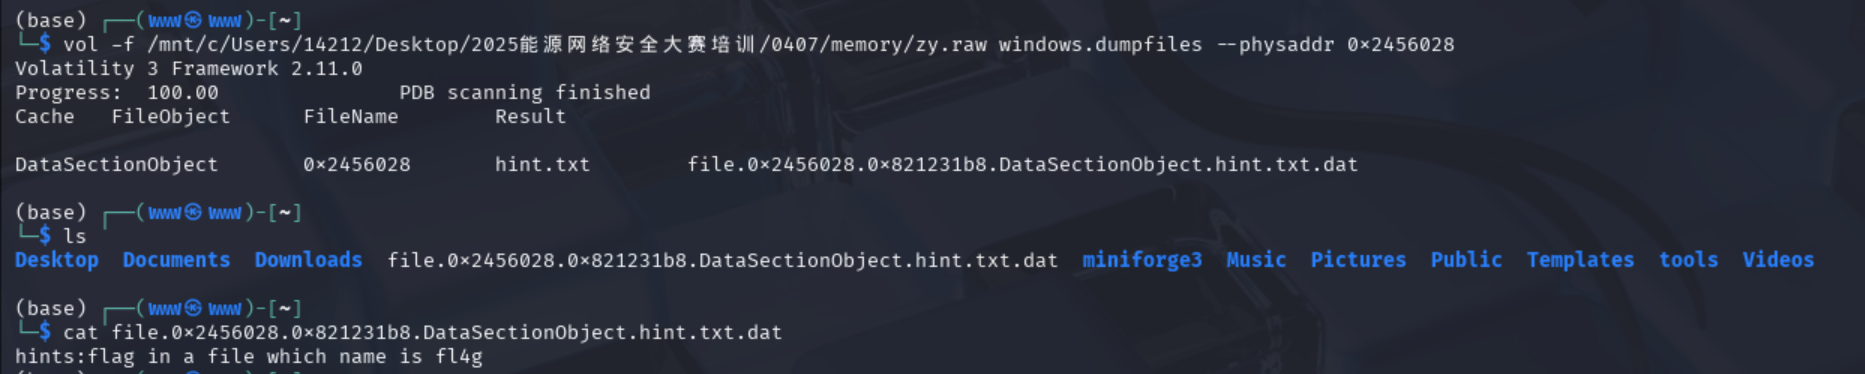 (base) ┌──(www㉿www)-[~]
└─$ vol -f /mnt/c/Users/14212/Desktop/2025能源网络安全大赛培训/0407/memory/zy.raw windows.dumpfiles --physaddr 0×2456028
Volatility 3 Framework 2.11.0
Progress:  100.00               PDB scanning finished
Cache   FileObject      FileName        Result
DataSectionObject       0×2456028       hint.txt        file.0×2456028.0×821231b8.DataSectionObject.hint.txt.dat
(base) ┌──(www㉿www)-[~]
└─$ ls
Desktop  Documents  Downloads  file.0×2456028.0×821231b8.DataSectionObject.hint.txt.dat  miniforge3  Music  Pictures  Public  Templates  tools  Videos
(base) ┌──(www㉿www)-[~]
└─$ cat file.0×2456028.0×821231b8.DataSectionObject.hint.txt.dat
hints:flag in a file which name is fl4g